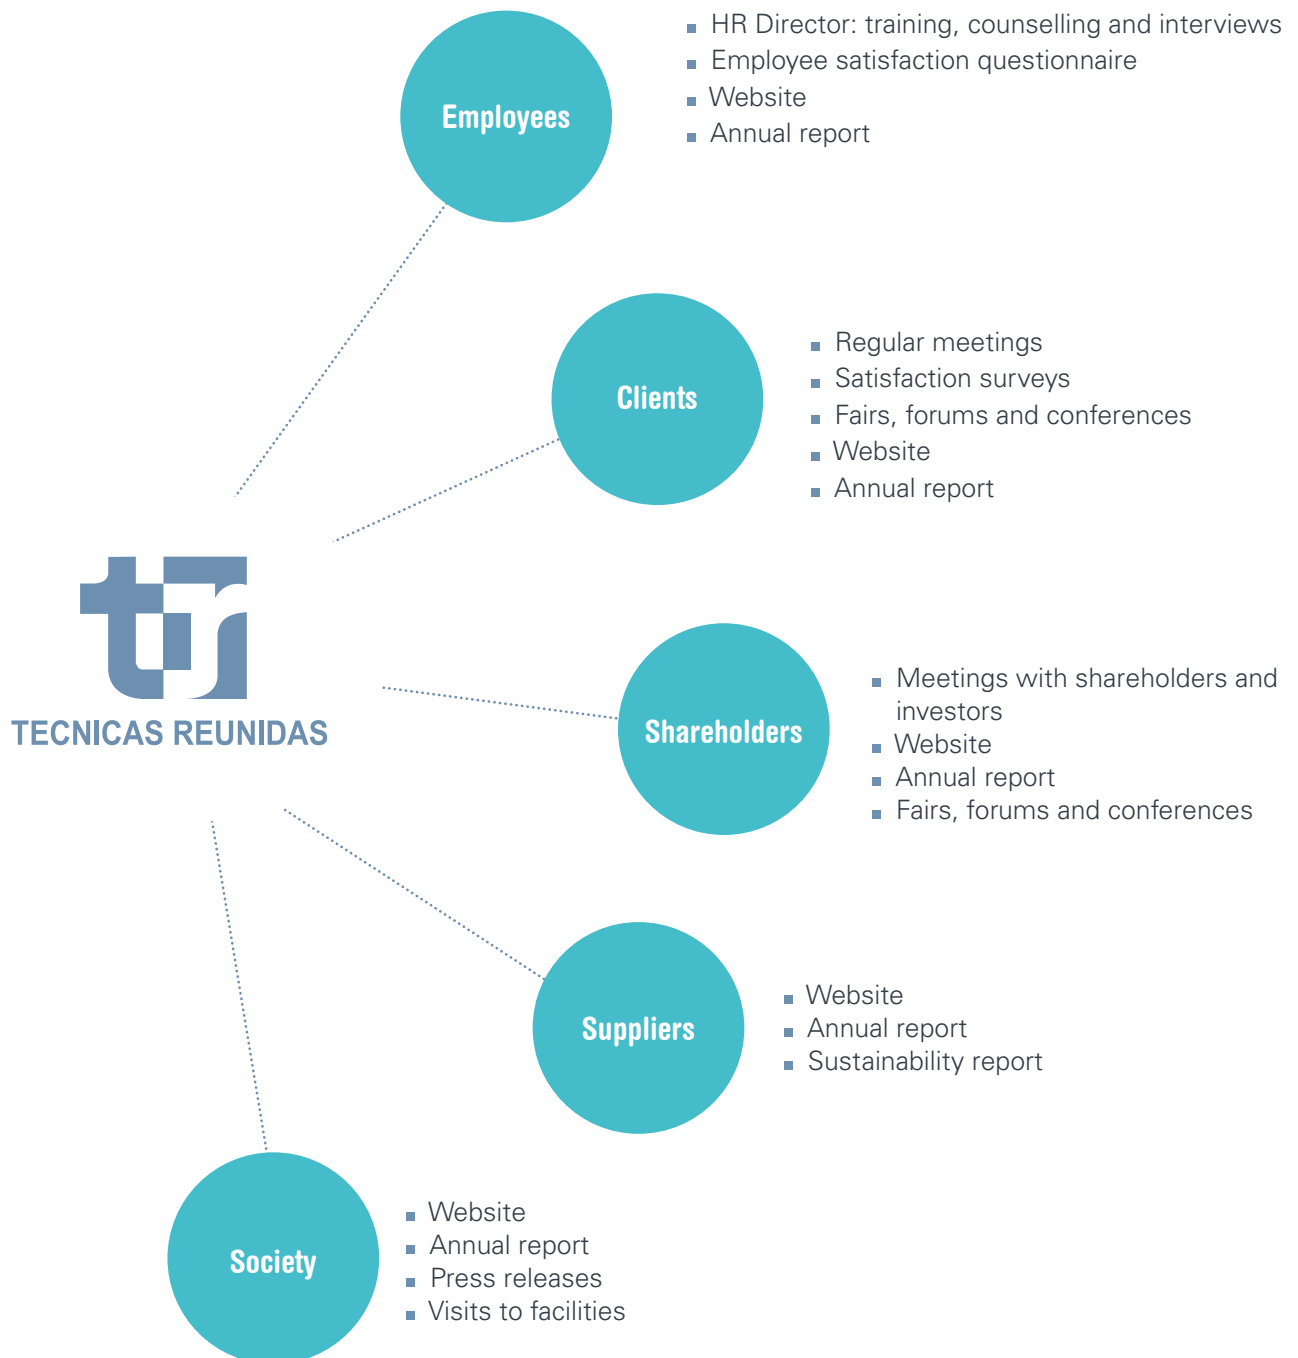 HR Director: training, counselling and interviews
Employee satisfaction questionnaire
Website
Annual report
Employees
Regular meetings
Satisfaction surveys
Fairs, forums and conferences
Website
Annual report
Clients
tr
TECNICAS REUNIDAS
Meetings with shareholders and
investors
Website
Annual report
Fairs, forums and conferences
Shareholders
Website
Annual report
Sustainability report
Suppliers
Website
Annual report
Press releases
Visits to facilities
Society